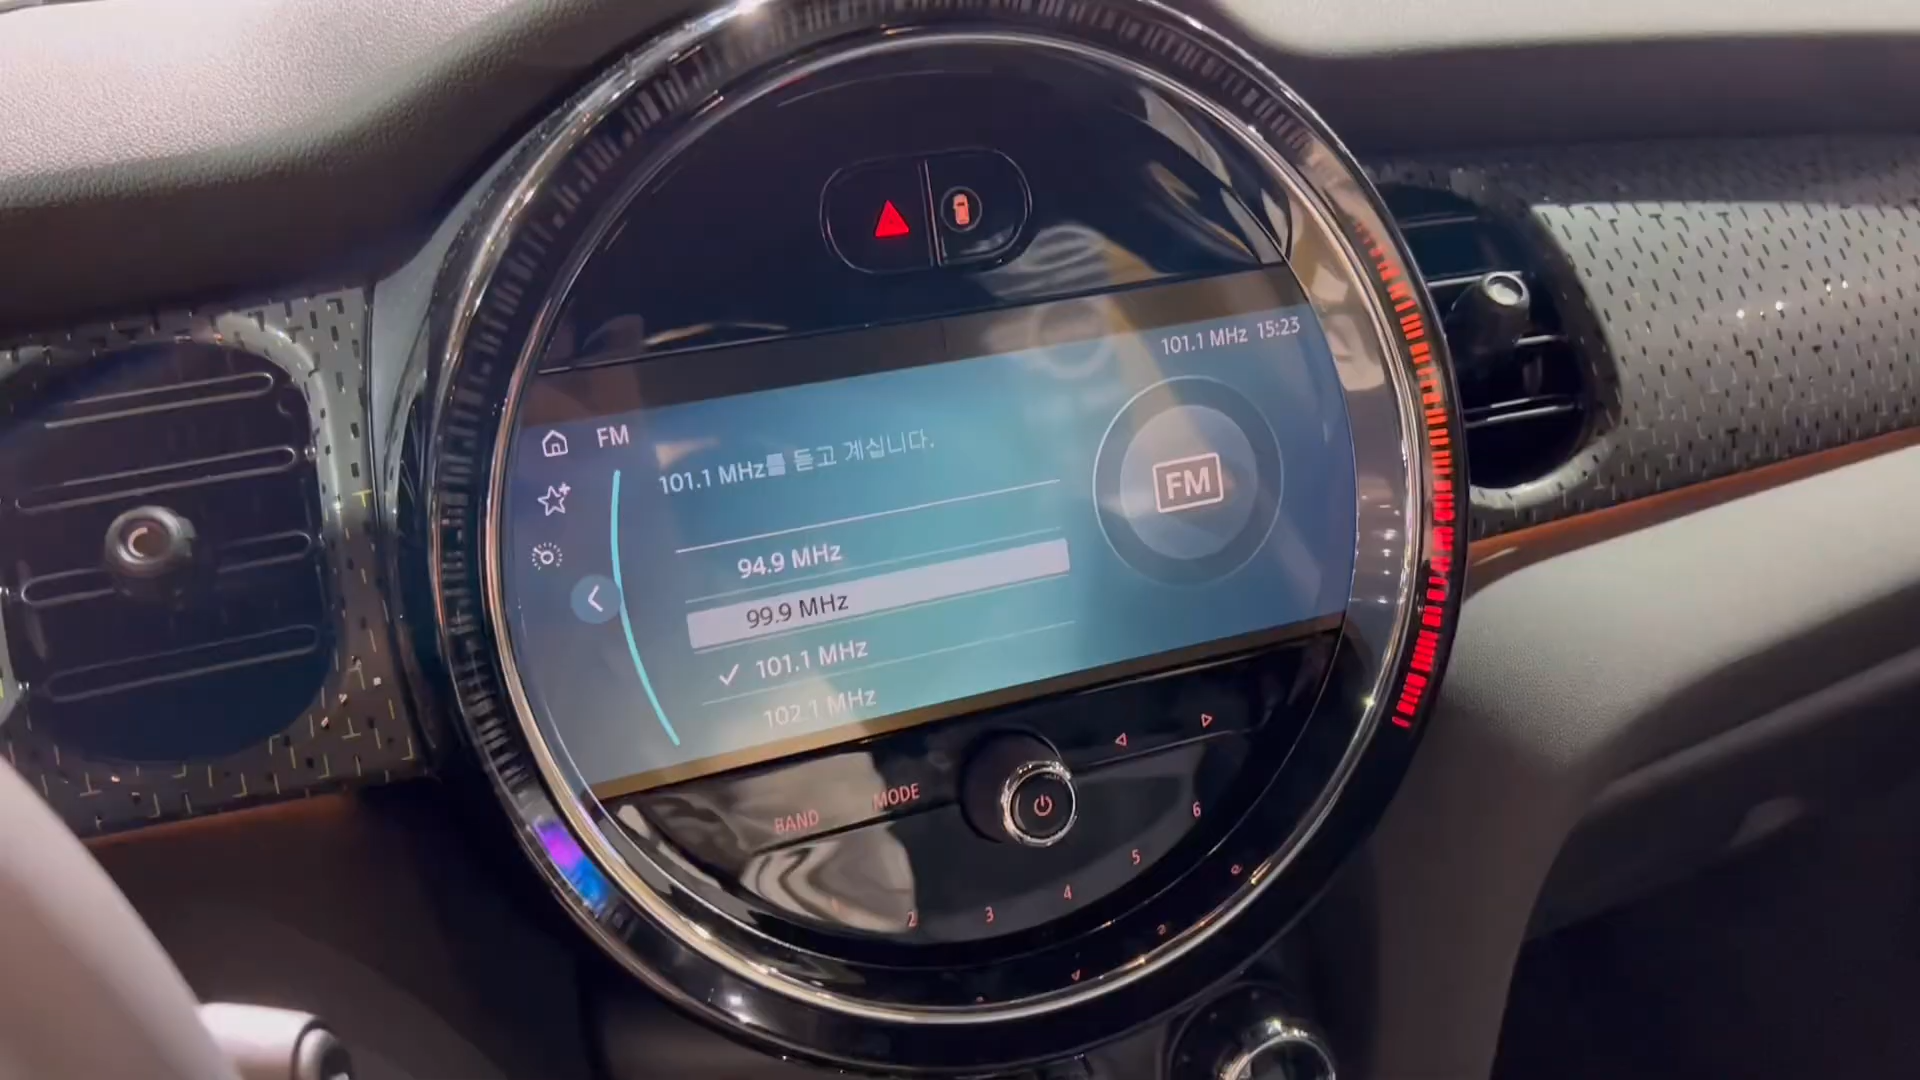 101.1 MHz 15:23
FM
101.1 MHz를 듣고 계십니다.
FM
94.9 MHz
99.9 MHz
101.1 MHz
102.1 MHz
BAND MODE
2 3 4 5 6